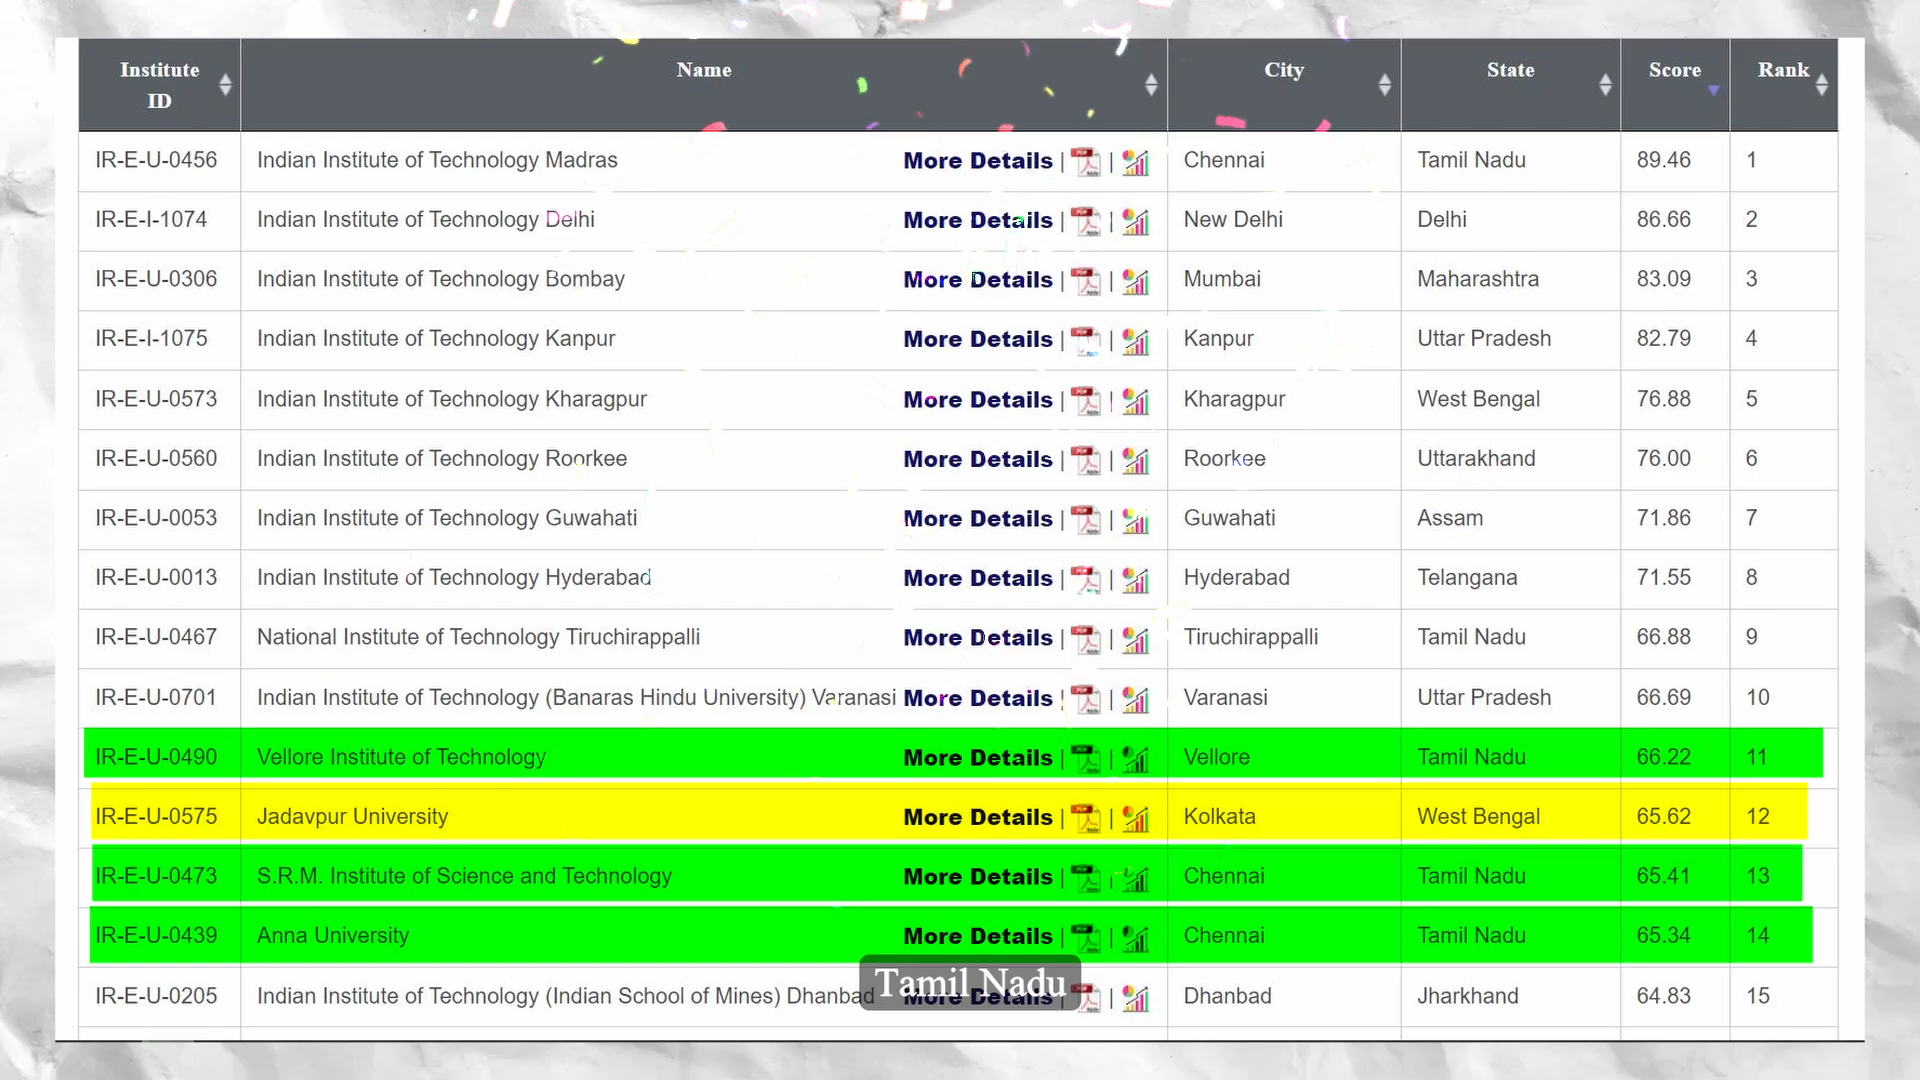 Institute ID Name City State Score Rank
IR-E-U-0456 Indian Institute of Technology Madras More Details | | Chennai Tamil Nadu 89.46 1
IR-E-I-1074 Indian Institute of Technology Delhi More Details | | New Delhi Delhi 86.66 2
IR-E-U-0306 Indian Institute of Technology Bombay More Details | | Mumbai Maharashtra 83.09 3
IR-E-I-1075 Indian Institute of Technology Kanpur More Details | | Kanpur Uttar Pradesh 82.79 4
IR-E-U-0573 Indian Institute of Technology Kharagpur More Details | | Kharagpur West Bengal 76.88 5
IR-E-U-0560 Indian Institute of Technology Roorkee More Details | | Roorkee Uttarakhand 76.00 6
IR-E-U-0053 Indian Institute of Technology Guwahati More Details | | Guwahati Assam 71.86 7
IR-E-U-0013 Indian Institute of Technology Hyderabad More Details | | Hyderabad Telangana 71.55 8
IR-E-U-0467 National Institute of Technology Tiruchirappalli More Details | | Tiruchirappalli Tamil Nadu 66.88 9
IR-E-U-0701 Indian Institute of Technology (Banaras Hindu University) Varanasi More Details | | Varanasi Uttar Pradesh 66.69 10
IR-E-U-0490 Vellore Institute of Technology More Details | | Vellore Tamil Nadu 66.22 11
IR-E-U-0575 Jadavpur University More Details | | Kolkata West Bengal 65.62 12
IR-E-U-0473 S.R.M. Institute of Science and Technology More Details | | Chennai Tamil Nadu 65.41 13
IR-E-U-0439 Anna University More Details | | Chennai Tamil Nadu 65.34 14
IR-E-U-0205 Indian Institute of Technology (Indian School of Mines) Dhanbad More Details | | Dhanbad Jharkhand 64.83 15
Tamil Nadu